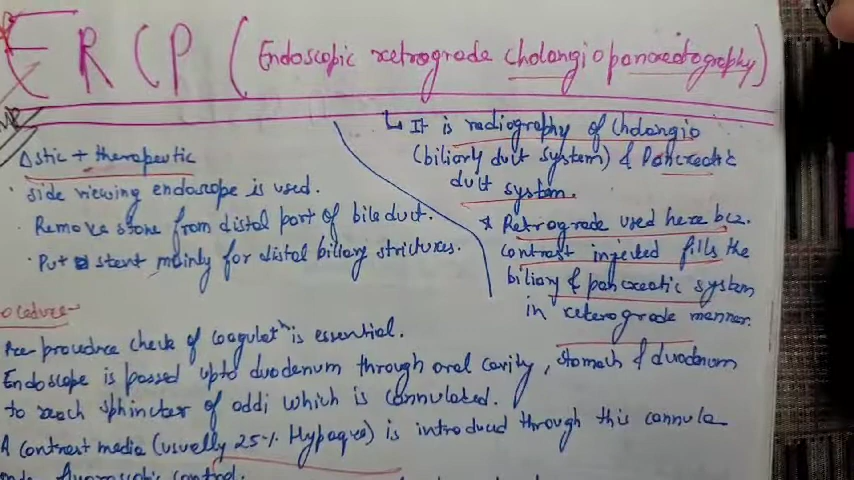 ERCP (Endoscopic retrograde cholangiopancreatography)
↳ It is radiography of Cholangio
(biliary duct system) & Pancreatic
duct system.
* Retrograde used here bcz.
contrast injected fills the
biliary & pancreatic system
in reterograde manner.
Δstic + therapeutic
· side viewing endoscope is used.
· Remove stone from distal part of bile duct.
· Put stent mainly for distal biliary strictures.
ocedure-
Pre-procedure check of coagulatⁿ is essential.
Endoscope is passed upto duodenum through oral cavity, stomach & duodenum
to reach sphincter of oddi which is cannulated.
A contrast media (usually 25% Hypaque) is introduced through this cannula
control.